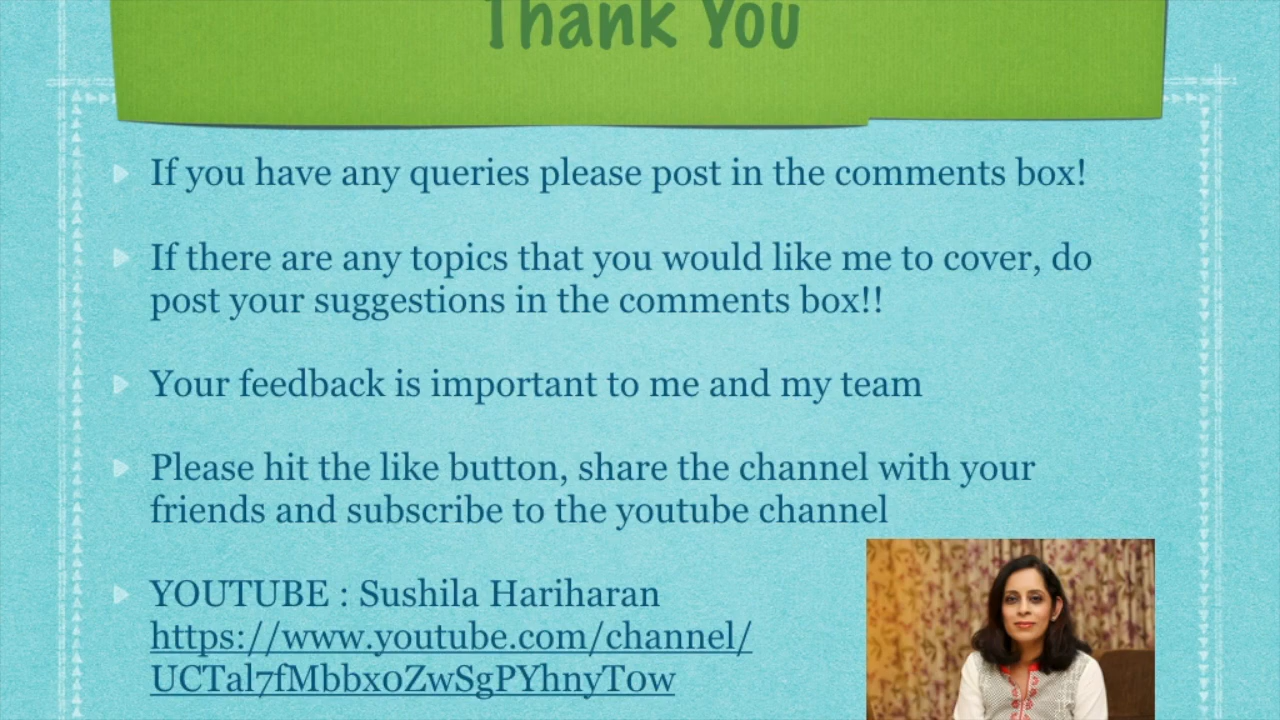 Thank You
If you have any queries please post in the comments box!
If there are any topics that you would like me to cover, do
post your suggestions in the comments box!!
Your feedback is important to me and my team
Please hit the like button, share the channel with your
friends and subscribe to the youtube channel
YOUTUBE : Sushila Hariharan
https://www.youtube.com/channel/
UCTal7fMbbx0ZwSgPYhnyTow